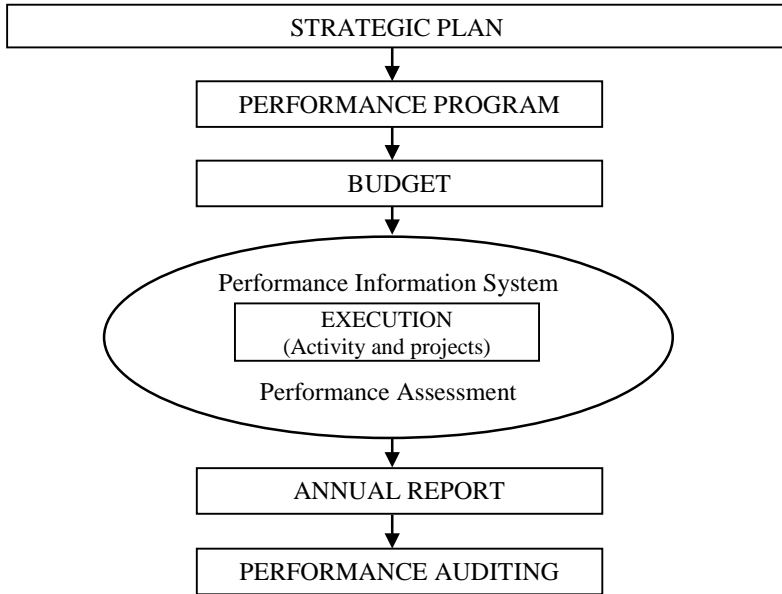 STRATEGIC PLAN
PERFORMANCE PROGRAM
BUDGET
Performance Information System
EXECUTION
(Activity and projects)
Performance Assessment
ANNUAL REPORT
PERFORMANCE AUDITING